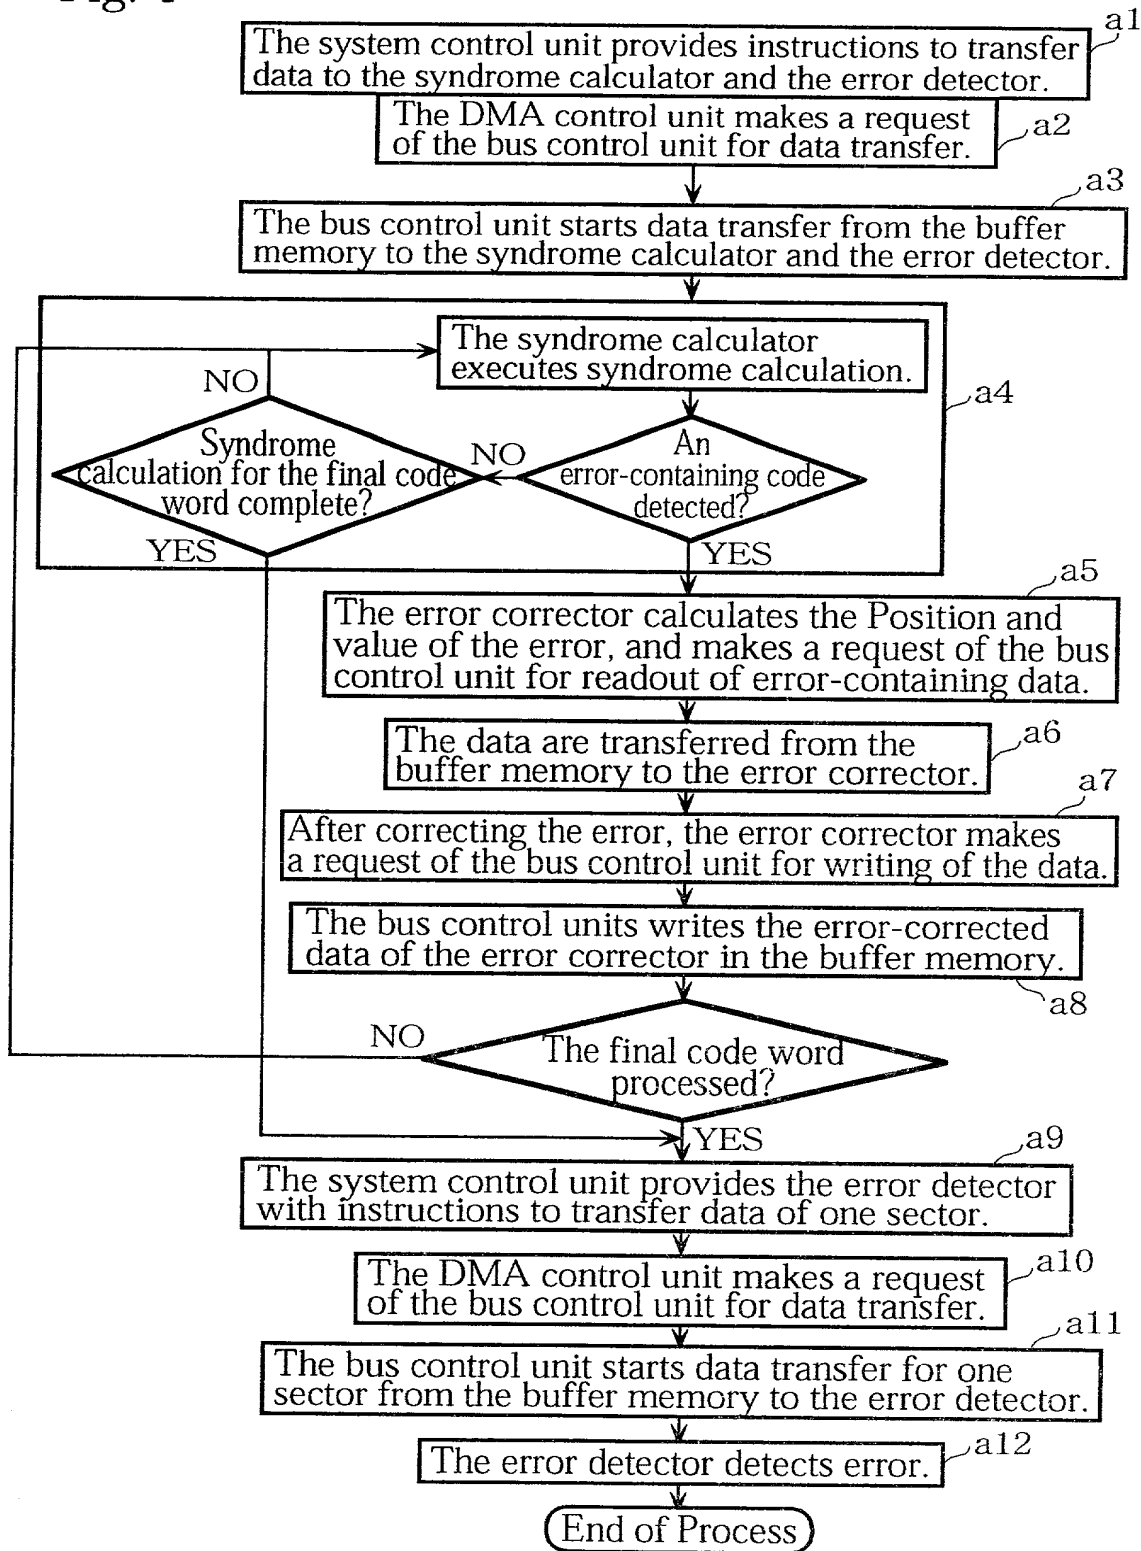 a1
The system control unit provides instructions to transfer
data to the syndrome calculator and the error detector.
The DMA control unit makes a request
of the bus control unit for data transfer.
a2
a3
The bus control unit starts data transfer from the buffer
memory to the syndrome calculator and the error detector.
The syndrome calculator
executes syndrome calculation.
a4
NO
Syndrome
calculation for the final code
word complete?
NO
An
error-containing code
detected?
YES
YES
a5
The error corrector calculates the Position and
value of the error, and makes a request of the bus
control unit for readout of error-containing data.
The data are transferred from the
buffer memory to the error corrector.
a6
a7
After correcting the error, the error corrector makes
a request of the bus control unit for writing of the data.
The bus control units writes the error-corrected
data of the error corrector in the buffer memory.
a8
NO
The final code word
processed?
YES
a9
The system control unit provides the error detector
with instructions to transfer data of one sector.
The DMA control unit makes a request
of the bus control unit for data transfer.
a10
a11
The bus control unit starts data transfer for one
sector from the buffer memory to the error detector.
a12
The error detector detects error.
End of Process